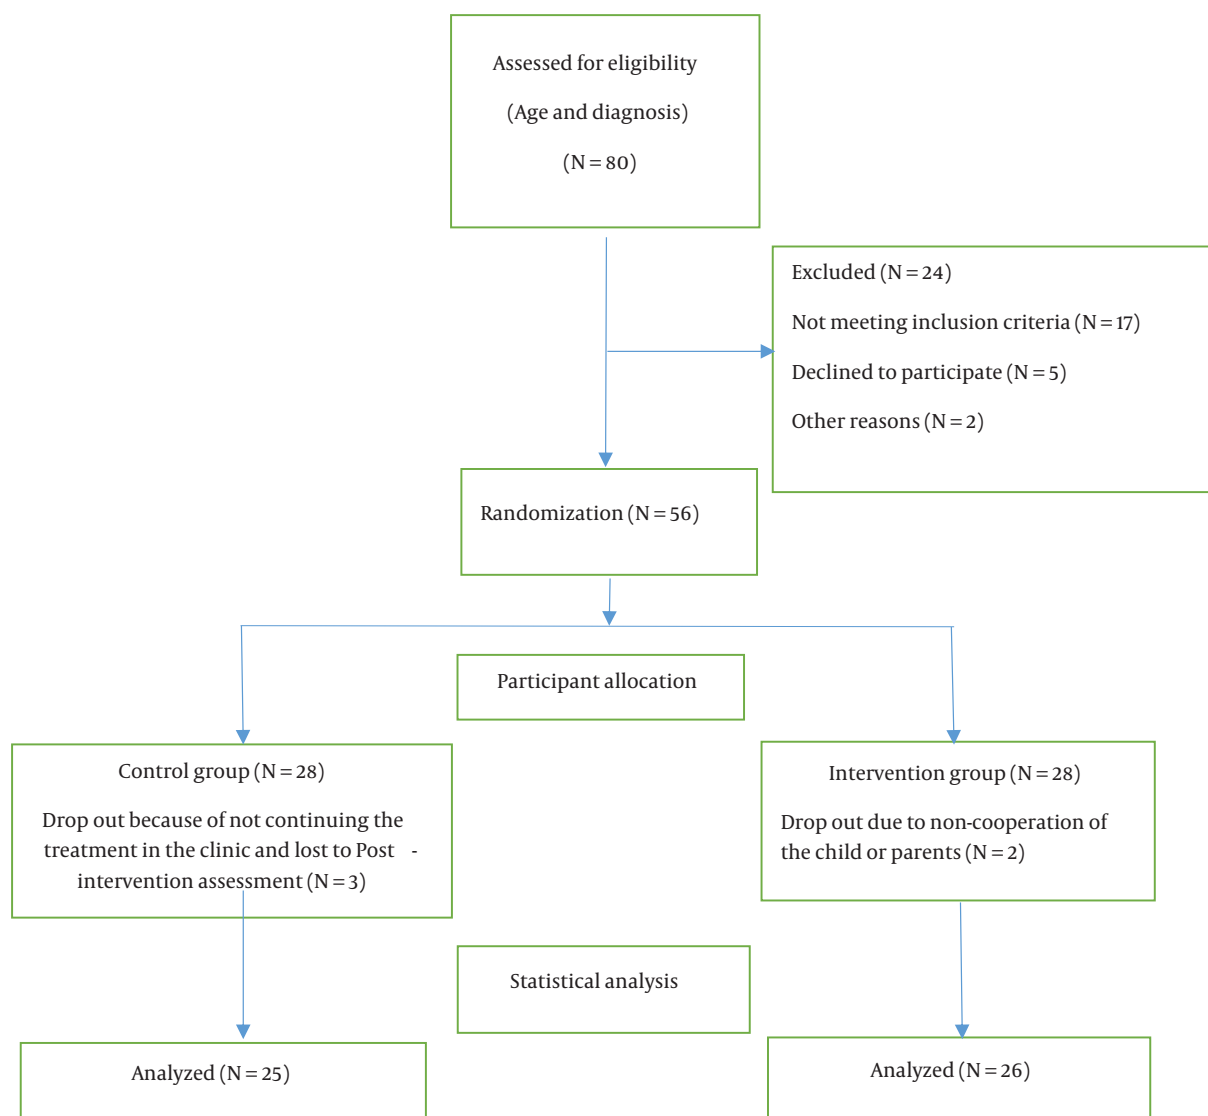 Assessed for eligibility
(Age and diagnosis)
(N = 80)
Excluded (N = 24)
Not meeting inclusion criteria (N = 17)
Declined to participate (N = 5)
Other reasons (N = 2)
Randomization (N = 56)
Participant allocation
Control group (N = 28)
Drop out because of not continuing the
treatment in the clinic and lost to Post -
intervention assessment (N = 3)
Intervention group (N = 28)
Drop out due to non-cooperation of
the child or parents (N = 2)
Statistical analysis
Analyzed (N = 25)
Analyzed (N = 26)